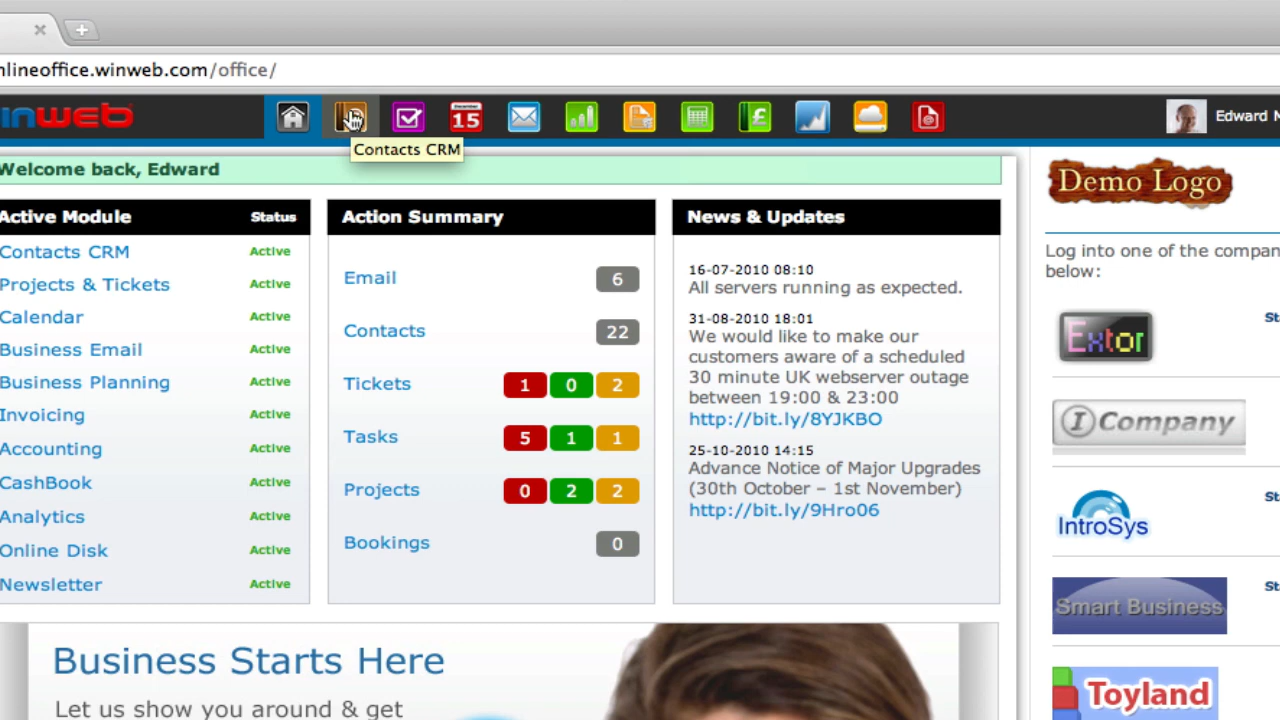 nlineoffice.winweb.com/office/
inweb
December
15
£
Edward M
Contacts CRM
Welcome back, Edward
Active Module Status
Contacts CRM Active
Projects & Tickets Active
Calendar Active
Business Email Active
Business Planning Active
Invoicing Active
Accounting Active
CashBook Active
Analytics Active
Online Disk Active
Newsletter Active
Action Summary
Email 6
Contacts 22
Tickets 1 0 2
Tasks 5 1 1
Projects 0 2 2
Bookings 0
News & Updates
16-07-2010 08:10
All servers running as expected.
31-08-2010 18:01
We would like to make our
customers aware of a scheduled
30 minute UK webserver outage
between 19:00 & 23:00
http://bit.ly/8YJKBO
25-10-2010 14:15
Advance Notice of Major Upgrades
(30th October – 1st November)
http://bit.ly/9Hro06
Demo Logo
Log into one of the compan
below:
Extor St
I Company
IntroSys St
Smart Business St
Toyland
Business Starts Here
Let us show you around & get